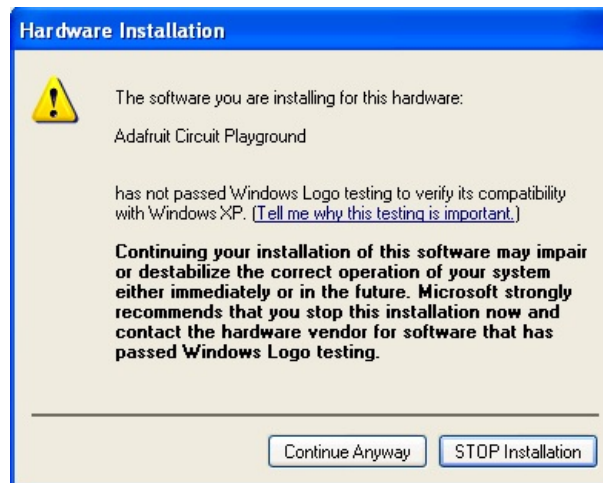 Hardware Installation
The software you are installing for this hardware:
Adafruit Circuit Playground
has not passed Windows Logo testing to verify its compatibility
with Windows XP. (Tell me why this testing is important.)
Continuing your installation of this software may impair
or destabilize the correct operation of your system
either immediately or in the future. Microsoft strongly
recommends that you stop this installation now and
contact the hardware vendor for software that has
passed Windows Logo testing.
Continue Anyway
STOP Installation